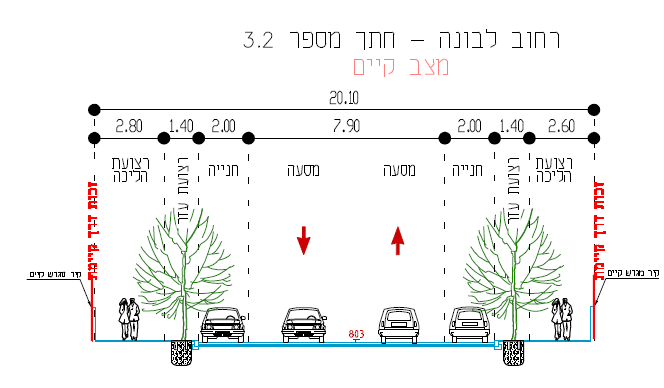 רחוב לבונה - חתך מספר 3.2
מצב קיים
20.10
2.80 1.40 2.00 7.90 2.00 1.40 2.60
רצועת הליכה
רצועת עזר
חנייה
מסעה
מסעה
חנייה
רצועת עזר
רצועת הליכה
זכות דרך קיימת
זכות דרך קיימת
קיר מגרש קיים
קיר מגרש קיים
803